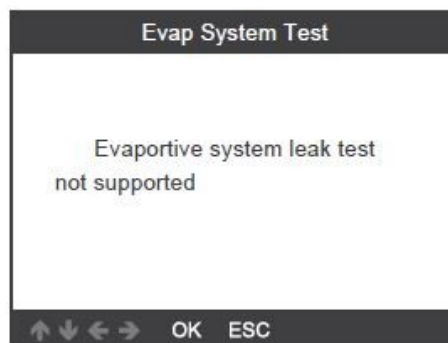 Evap System Test
Evaportive system leak test
not supported
OK ESC